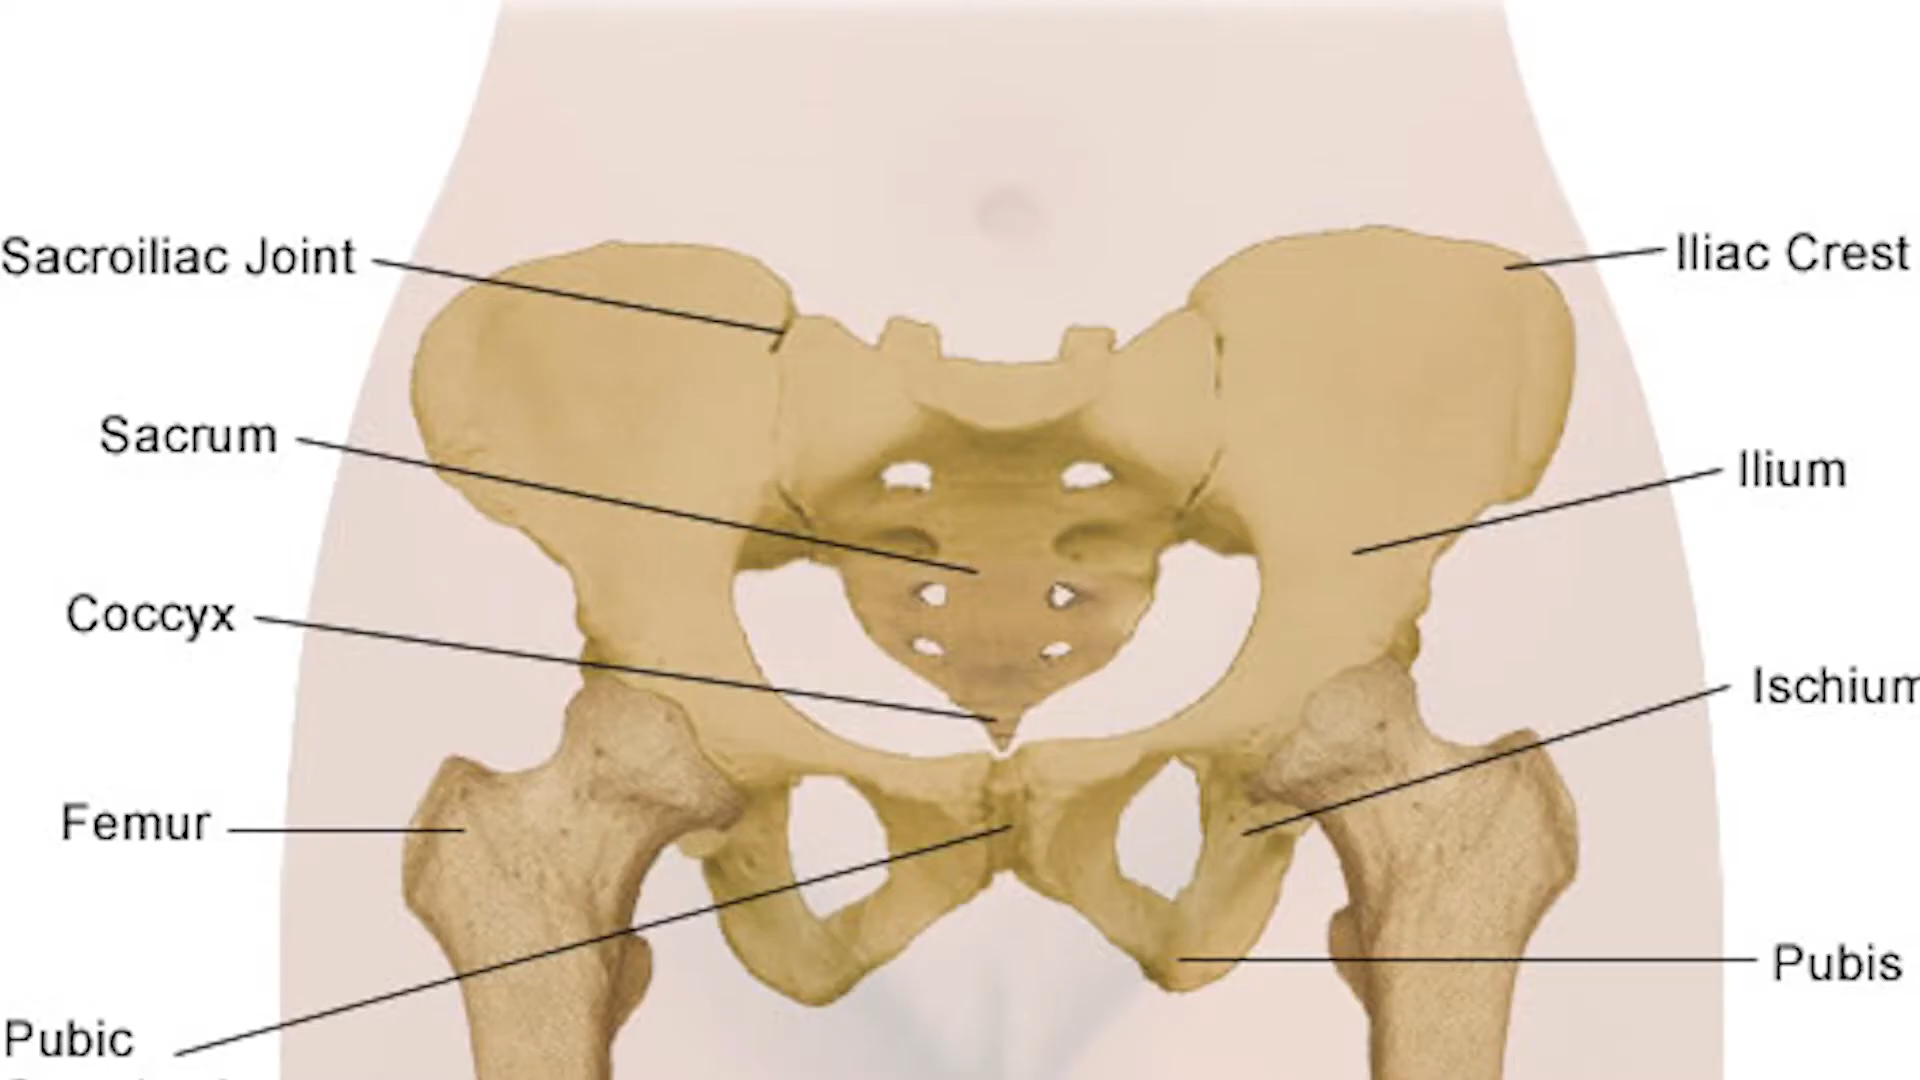 Sacroiliac Joint
Iliac Crest
Sacrum
Ilium
Coccyx
Ischium
Femur
Pubis
Pubic